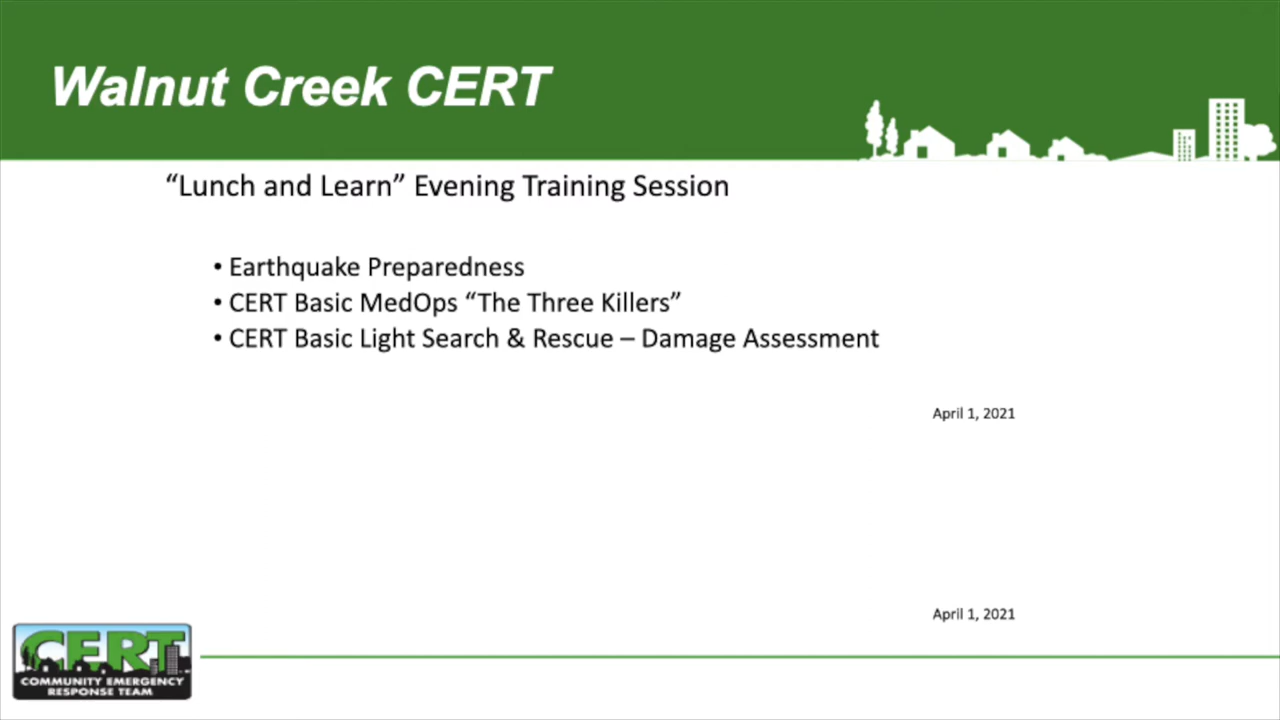 Walnut Creek CERT
“Lunch and Learn” Evening Training Session
• Earthquake Preparedness
• CERT Basic MedOps “The Three Killers”
• CERT Basic Light Search & Rescue – Damage Assessment
April 1, 2021
April 1, 2021
CERT
COMMUNITY EMERGENCY
RESPONSE TEAM